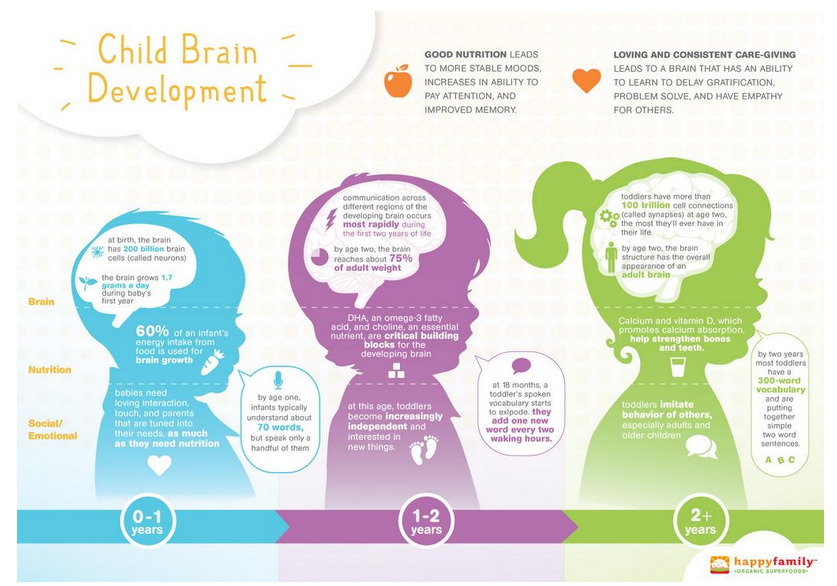 Child Brain
Development
GOOD NUTRITION LEADS
TO MORE STABLE MOODS,
INCREASES IN ABILITY TO
PAY ATTENTION, AND
IMPROVED MEMORY.
LOVING AND CONSISTENT CARE-GIVING
LEADS TO A BRAIN THAT HAS AN ABILITY
TO LEARN TO DELAY GRATIFICATION,
PROBLEM SOLVE, AND HAVE EMPATHY
FOR OTHERS.
Brain
Nutrition
Social/
Emotional
at birth, the brain
has 200 billion brain
cells (called neurons)
the brain grows 1.7
grams a day
during baby's
first year
60% of an infant's
energy intake from
food is used for
brain growth
babies need
loving interaction,
touch, and parents
that are tuned into
their needs, as much
as they need nutrition
by age one,
infants typically
understand about
70 words,
but speak only a
handful of them
communication across
different regions of the
developing brain occurs
most rapidly during
the first two years of life
by age two, the brain
reaches about 75%
of adult weight
DHA, an omega-3 fatty
acid, and choline, an essential
nutrient, are critical building
blocks for the
developing brain
at this age, toddlers
become increasingly
independent and
interested in
new things.
at 18 months, a
toddler's spoken
vocabulary starts
to exlpode. they
add one new
word every two
waking hours.
toddlers have more than
100 trillion cell connections
(called synapses) at age two,
the most they'll ever have in
their life.
by age two, the brain
structure has the overall
appearance of an
adult brain
Calcium and vitamin D, which
promotes calcium absorption,
help strengthen bones
and teeth.
toddlers imitate
behavior of others,
especially adults and
older children
by two years
most toddlers
have a
300-word
vocabulary
and are
putting
together
simple
two word
sentences.
A B C
0-1
years
1-2
years
2+
years
happyfamily™
•ORGANIC SUPERFOODS•